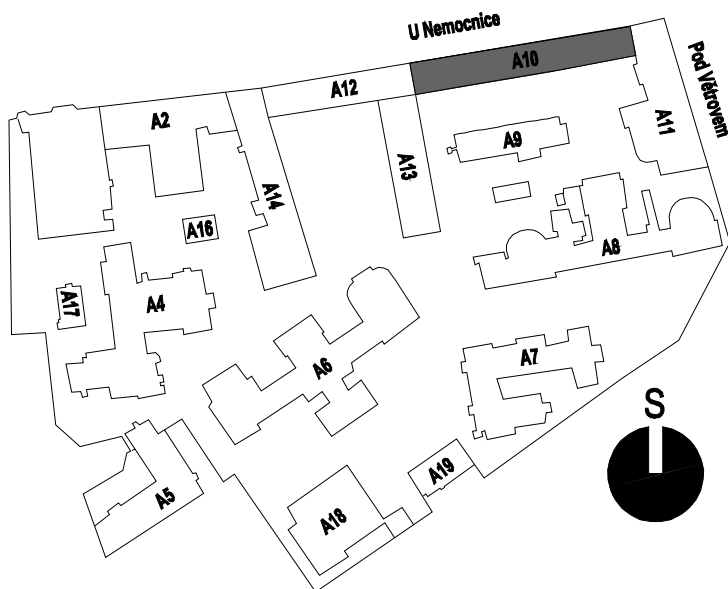 U Nemocnice
Pod Větrovem
A10
A12
A2
A11
A9
A13
A14
A16
A8
A17
A4
A7
A6
S
A19
A5
A18